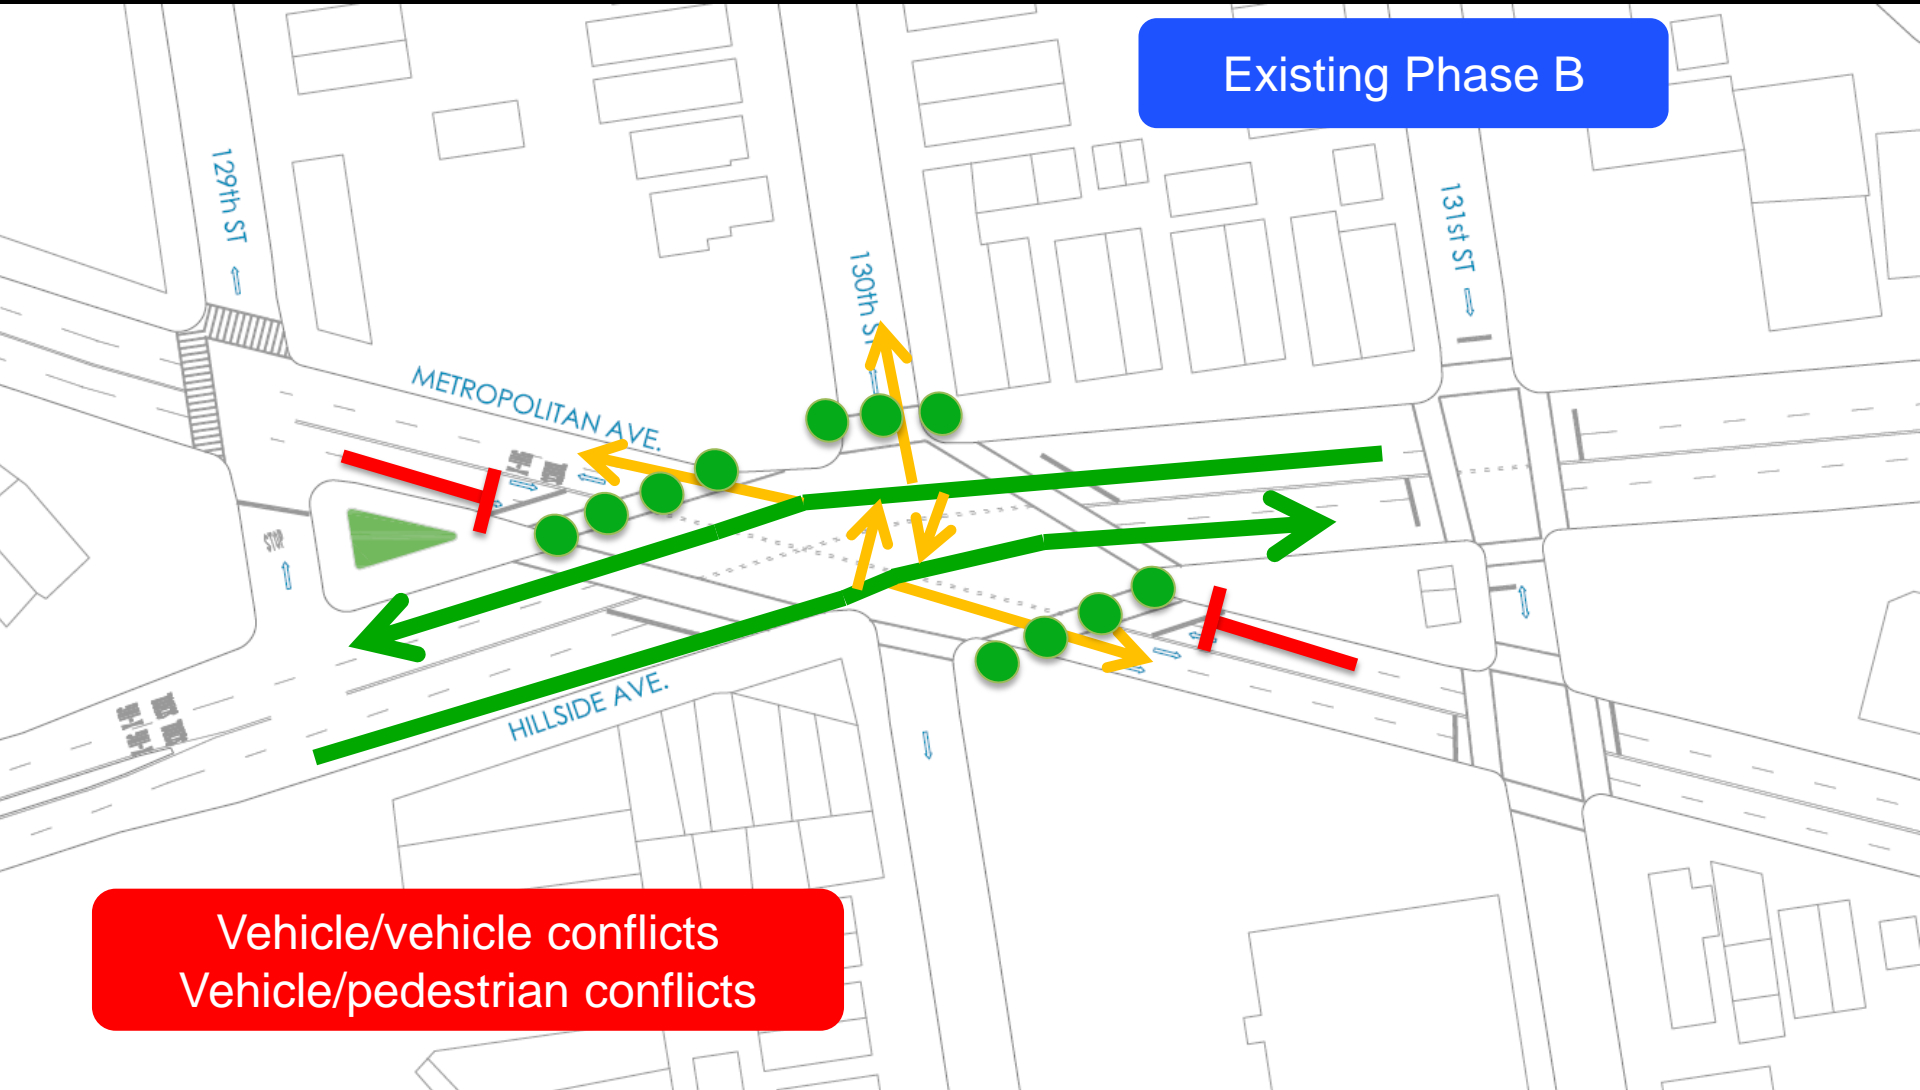 Existing Phase B
129th ST
130th ST
131st ST
METROPOLITAN AVE.
STOP
HILLSIDE AVE.
Vehicle/vehicle conflicts
Vehicle/pedestrian conflicts